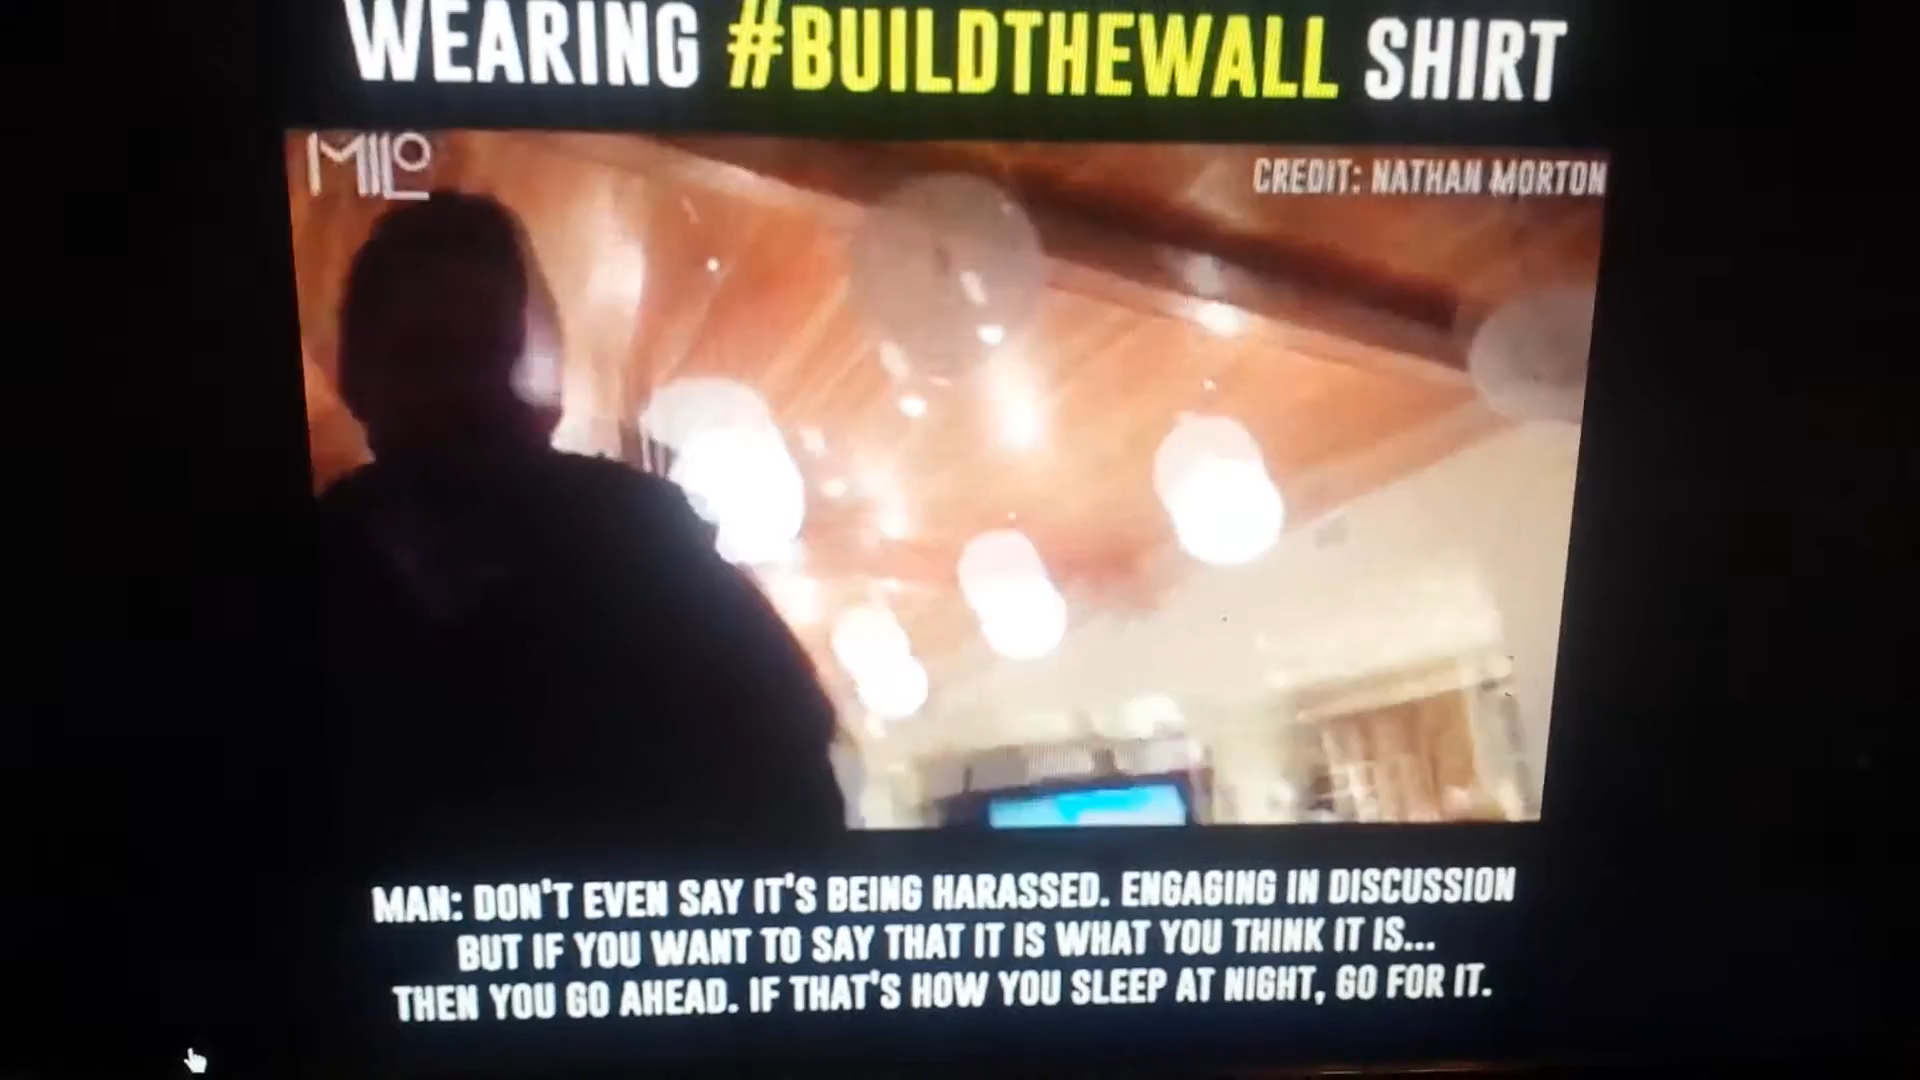 WEARING #BUILDTHEWALL SHIRT
MILO
CREDIT: NATHAN MORTON
MAN: DON'T EVEN SAY IT'S BEING HARASSED. ENGAGING IN DISCUSSION
BUT IF YOU WANT TO SAY THAT IT IS WHAT YOU THINK IT IS...
THEN YOU GO AHEAD. IF THAT'S HOW YOU SLEEP AT NIGHT, GO FOR IT.